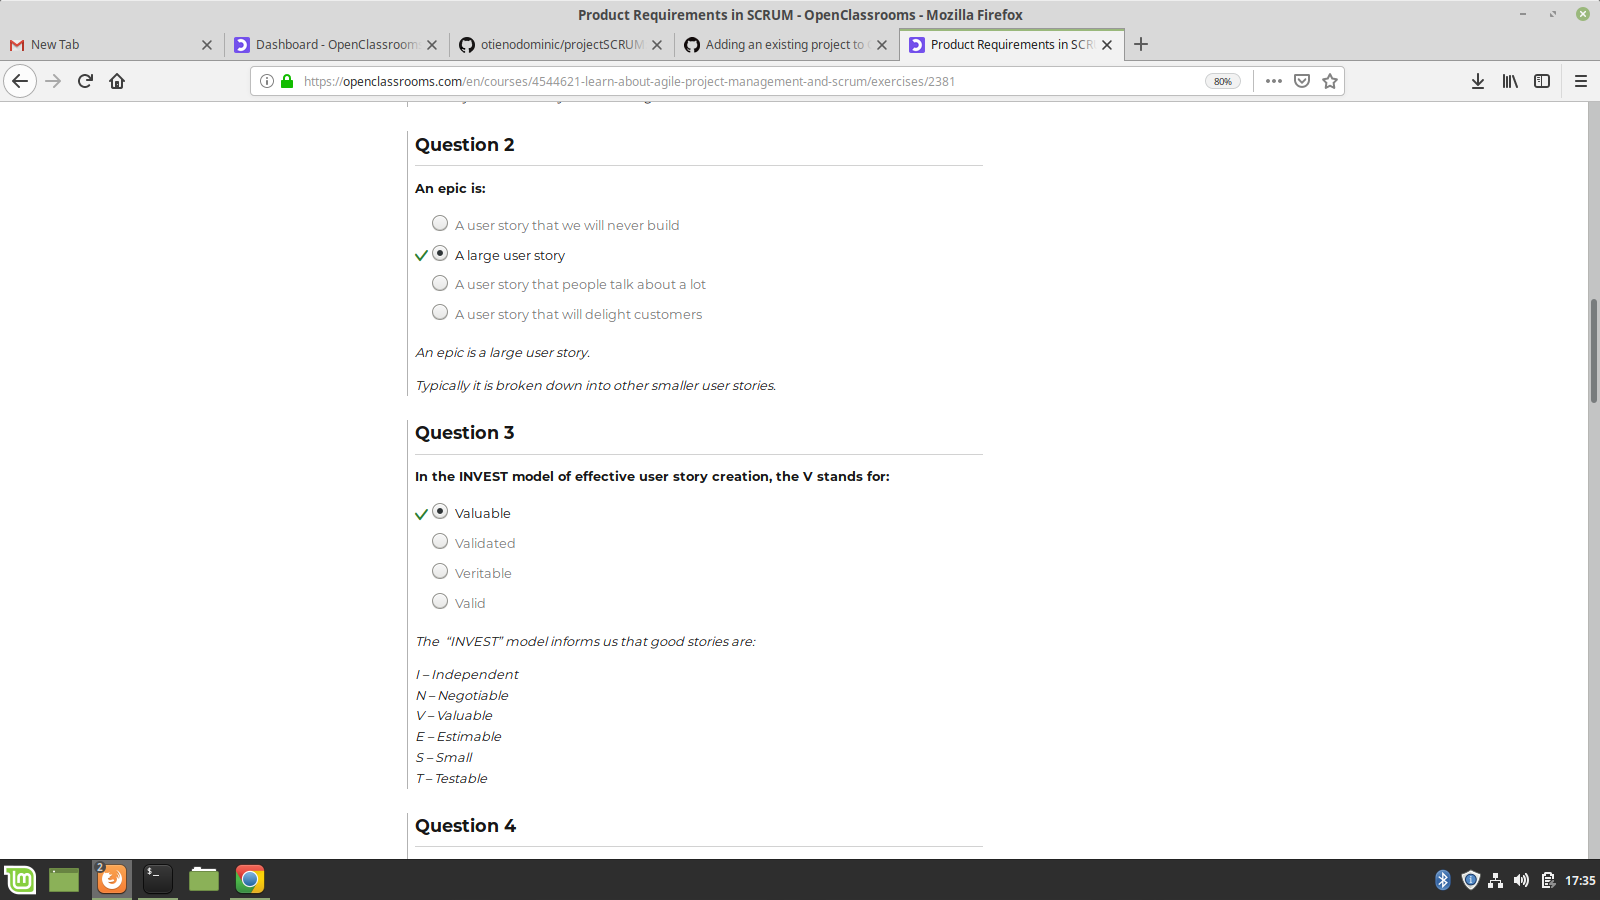 Product Requirements in SCRUM - OpenClassrooms - Mozilla Firefox
New Tab
Dashboard - OpenClassroom
otienodominic/projectSCRUM
Adding an existing project to
Product Requirements in SCR
https://openclassrooms.com/en/courses/4544621-learn-about-agile-project-management-and-scrum/exercises/2381
80%
Question 2
An epic is:
A user story that we will never build
A large user story
A user story that people talk about a lot
A user story that will delight customers
An epic is a large user story.
Typically it is broken down into other smaller user stories.
Question 3
In the INVEST model of effective user story creation, the V stands for:
Valuable
Validated
Veritable
Valid
The “INVEST” model informs us that good stories are:
I – Independent
N – Negotiable
V – Valuable
E – Estimable
S – Small
T – Testable
Question 4
2
$_
17:35